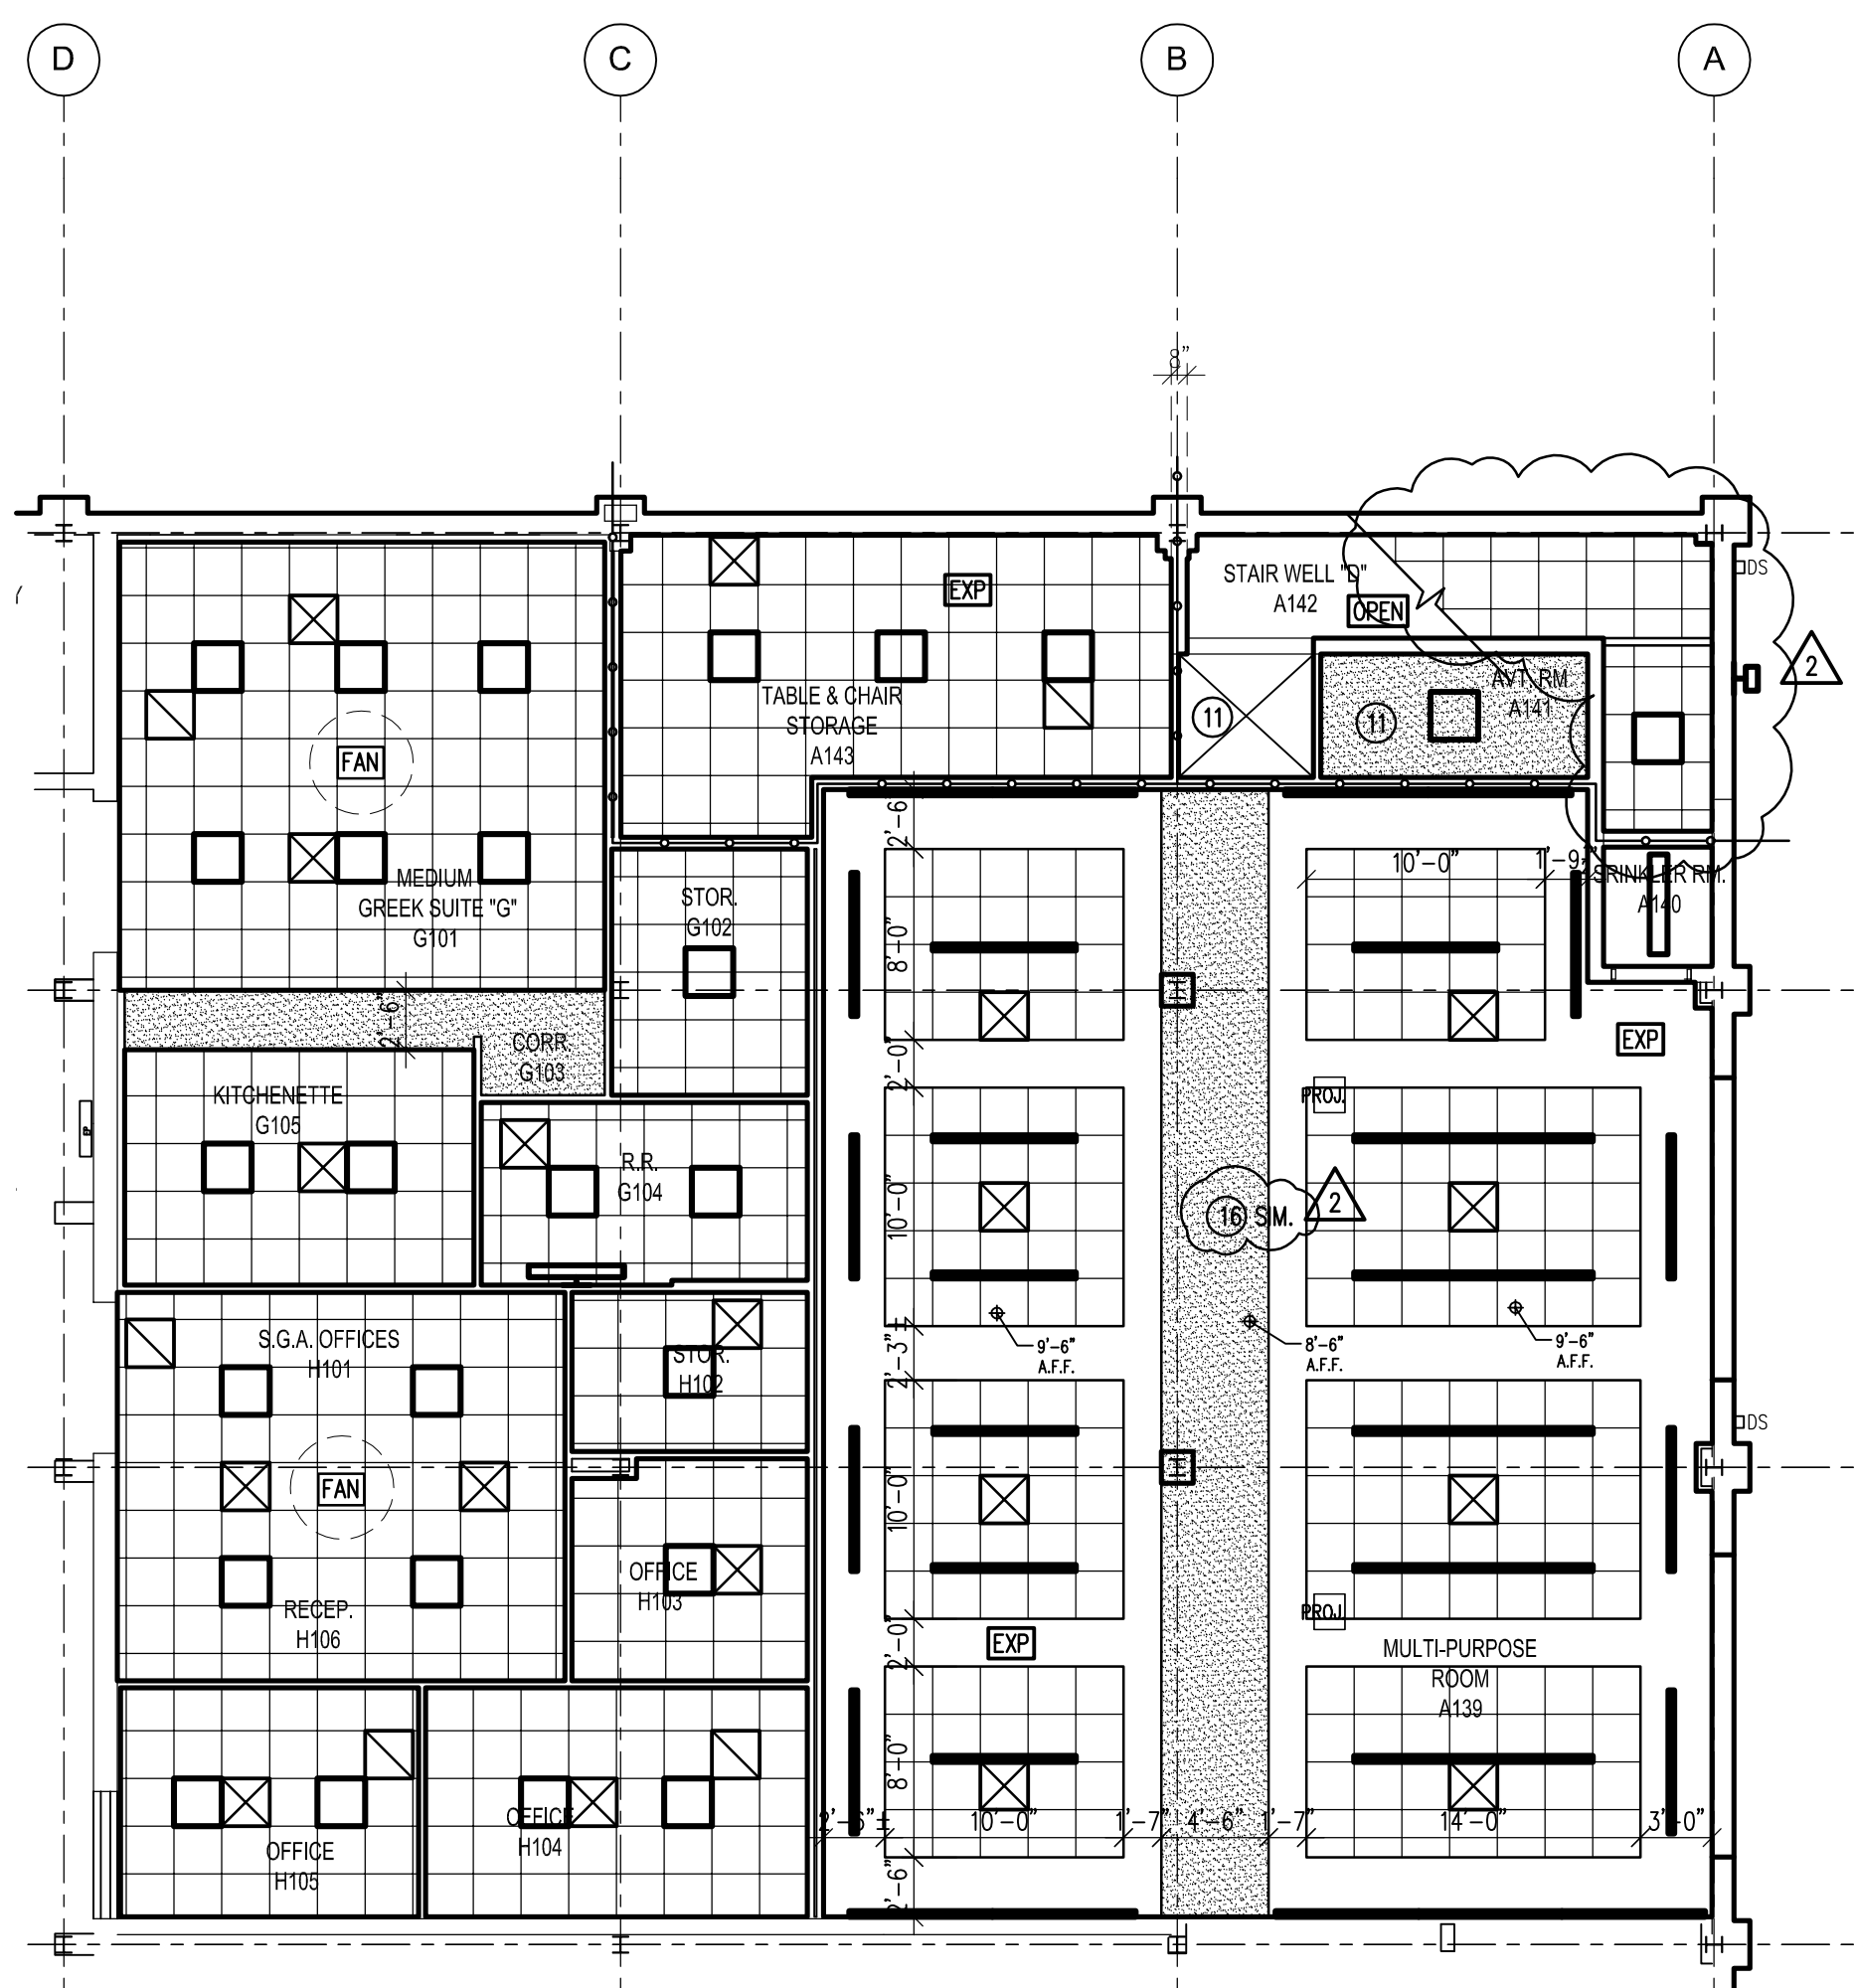 D
C
B
A
8"
STAIR WELL "D"
A142
OPEN
EXP
DS
2
TABLE & CHAIR
STORAGE
A143
11
11
AVT. RM
A141
FAN
MEDIUM
GREEK SUITE "G"
G101
STOR.
G102
2'-6"
8'-0"
2'-0"
10'-0"
1'-9"
SRINKLER RM.
A140
EXP
2'-6"
CORR.
G103
KITCHENETTE
G105
R.R.
G104
PROJ.
10'-0"
16 SIM.
2
2'-3"±
9'-6"
A.F.F.
8'-6"
A.F.F.
9'-6"
A.F.F.
S.G.A. OFFICES
H101
STOR.
H102
DS
FAN
10'-0"
OFFICE
H103
RECEP.
H106
2'-0"
EXP
PROJ.
MULTI-PURPOSE
ROOM
A139
8'-0"
OFFICE
H104
OFFICE
H105
2'-6"±
10'-0"
1'-7"
4'-6"
1'-7"
14'-0"
3'-0"
2'-6"